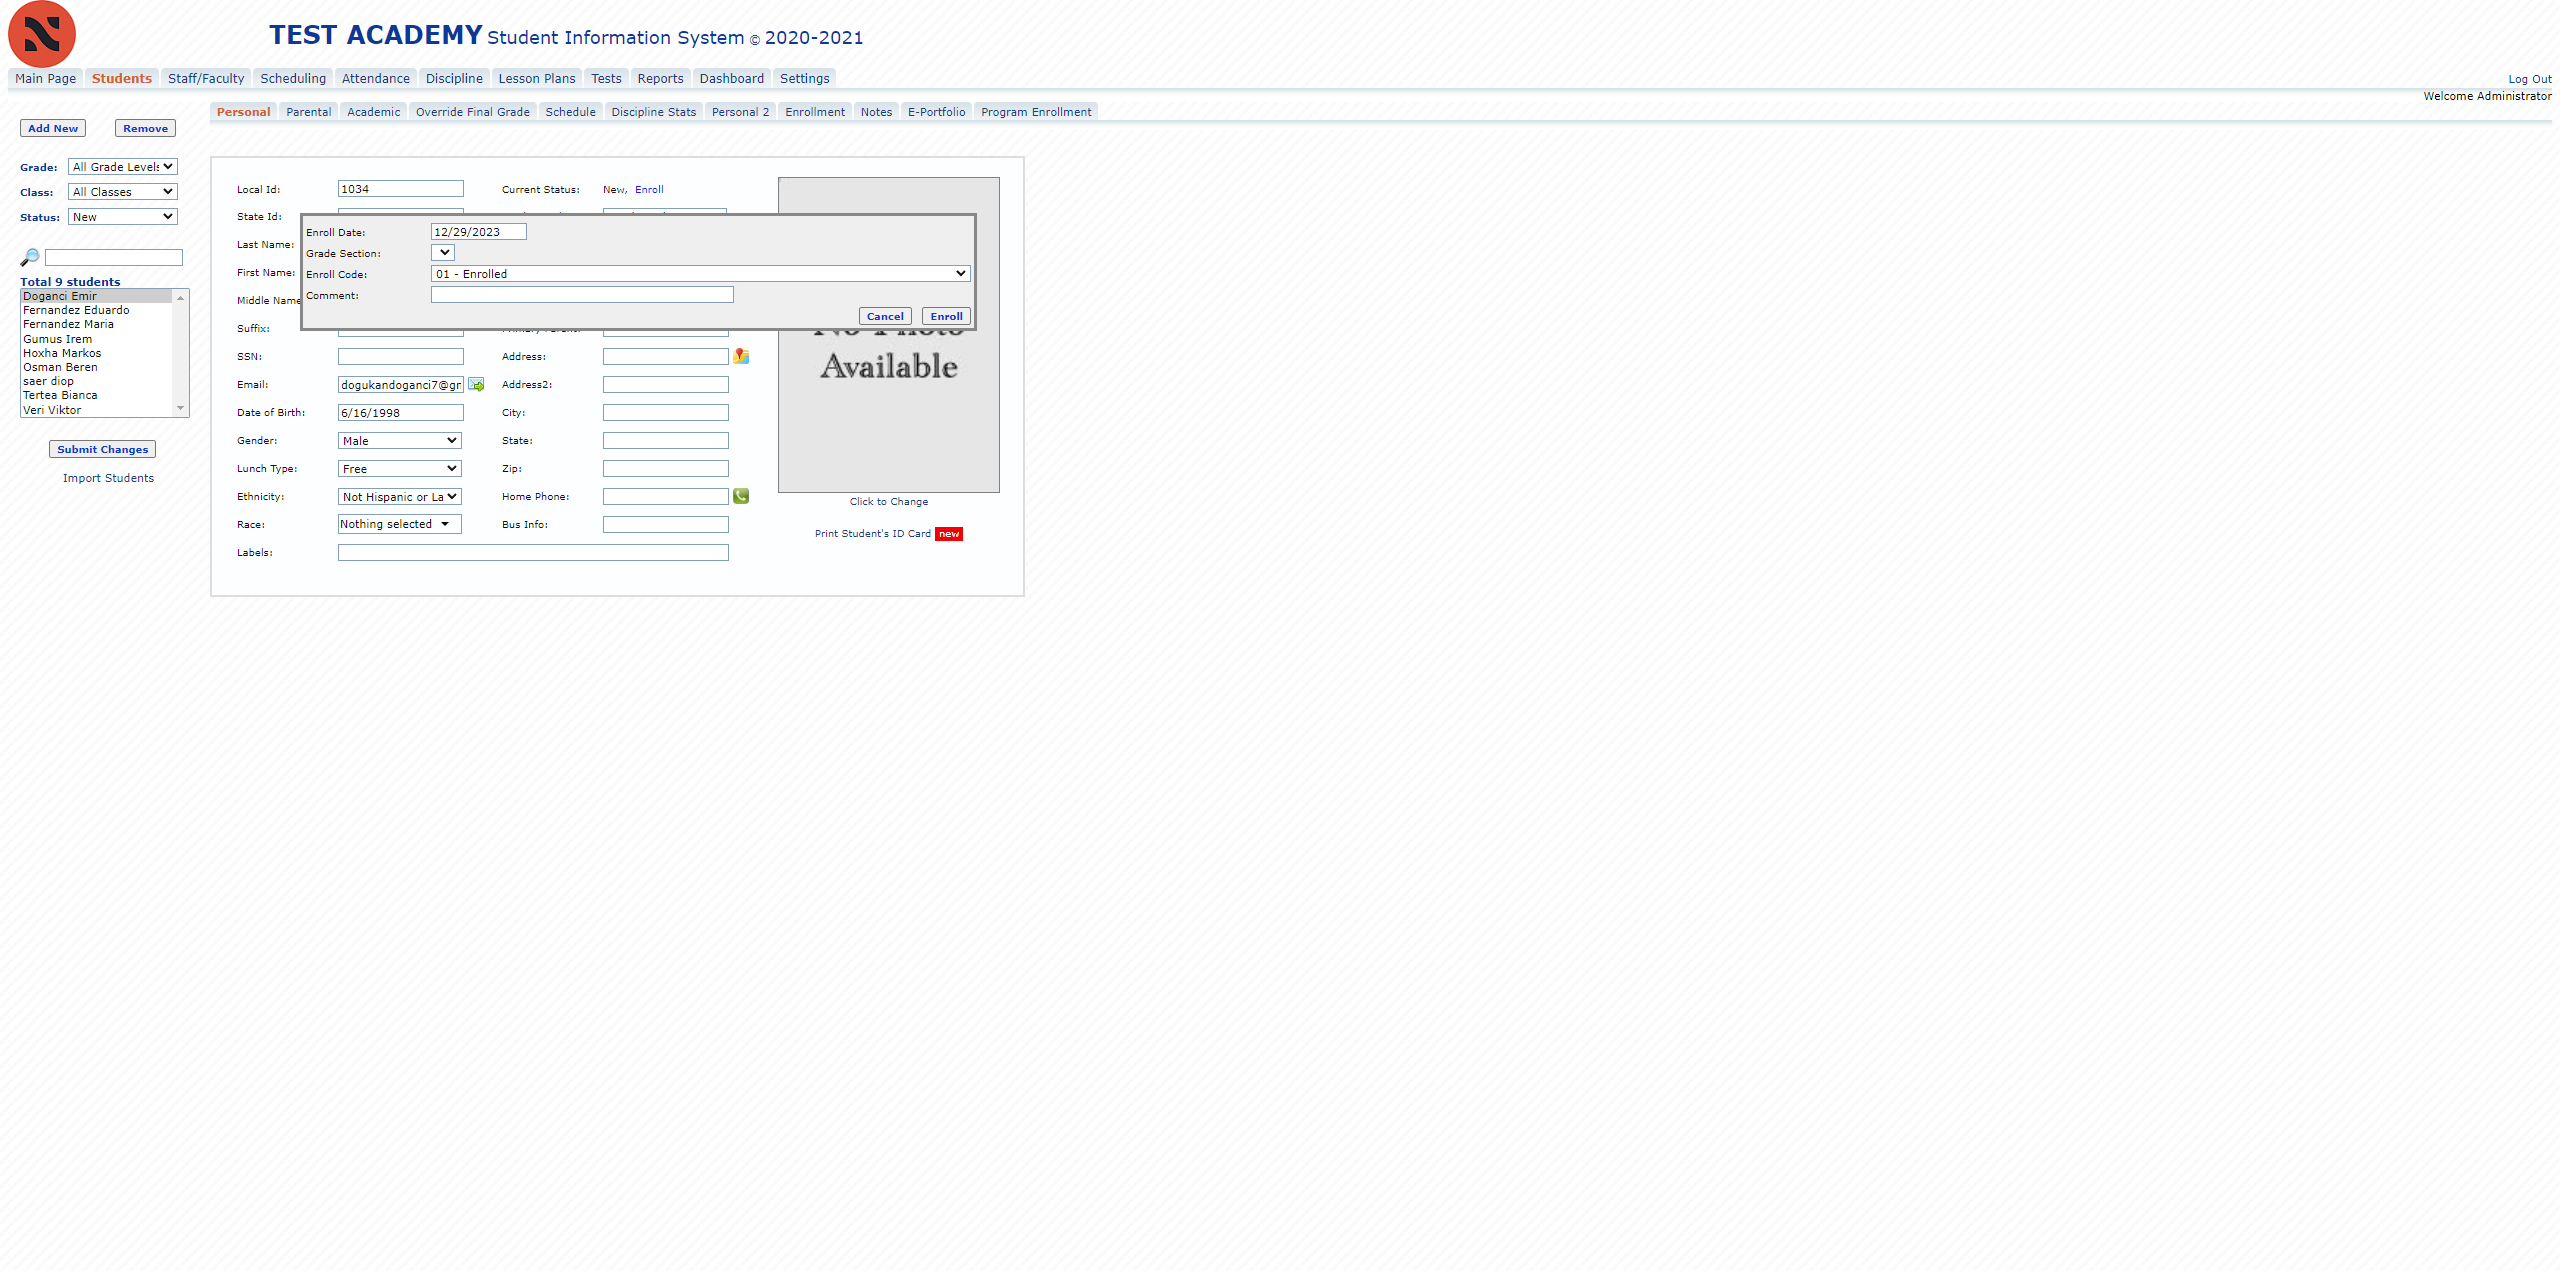 TEST ACADEMY Student Information System © 2020-2021
Main Page Students Staff/Faculty Scheduling Attendance Discipline Lesson Plans Tests Reports Dashboard Settings Log Out
Welcome Administrator
Personal Parental Academic Override Final Grade Schedule Discipline Stats Personal 2 Enrollment Notes E-Portfolio Program Enrollment
Add New Remove
Grade: All Grade Levels
Class: All Classes
Status: New
Total 9 students
Doganci Emir
Fernandez Eduardo
Fernandez Maria
Gumus Irem
Hoxha Markos
Osman Beren
saer diop
Tertea Bianca
Veri Viktor
Submit Changes
Import Students
Local Id: 1034 Current Status: New, Enroll
State Id:
Last Name:
First Name:
Middle Name
Suffix:
Enroll Date: 12/29/2023
Grade Section:
Enroll Code: 01 - Enrolled
Comment:
Cancel Enroll
SSN: Address:
Email: dogukandoganci7@gm Address2:
Date of Birth: 6/16/1998 City:
Gender: Male State:
Lunch Type: Free Zip:
Ethnicity: Not Hispanic or La Home Phone:
Race: Nothing selected Bus Info:
Labels:
No Photo
Available
Click to Change
Print Student's ID Card new